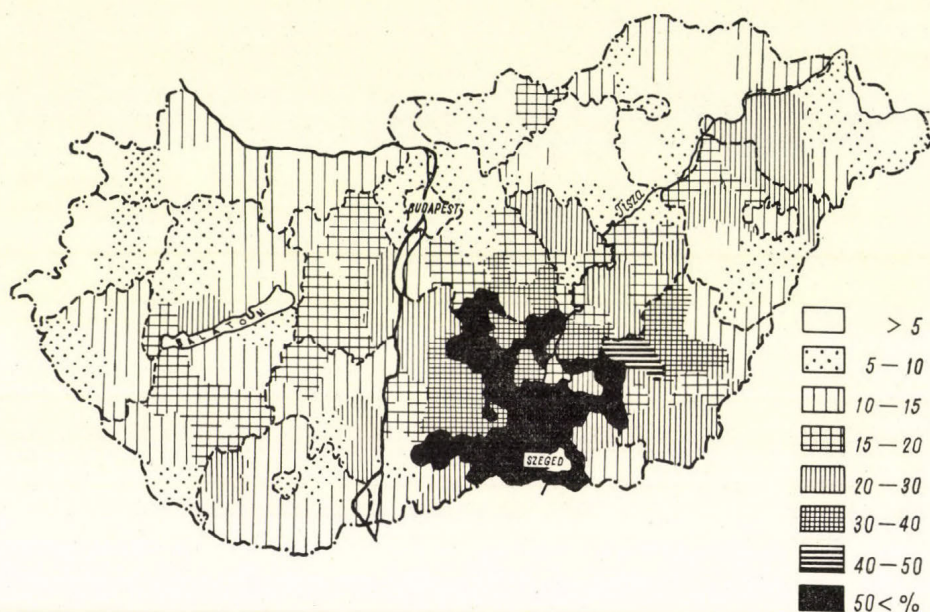 BUDAPEST
Tisza
BALATON
SZEGED
> 5
5 – 10
10 – 15
15 – 20
20 – 30
30 – 40
40 – 50
50 < %